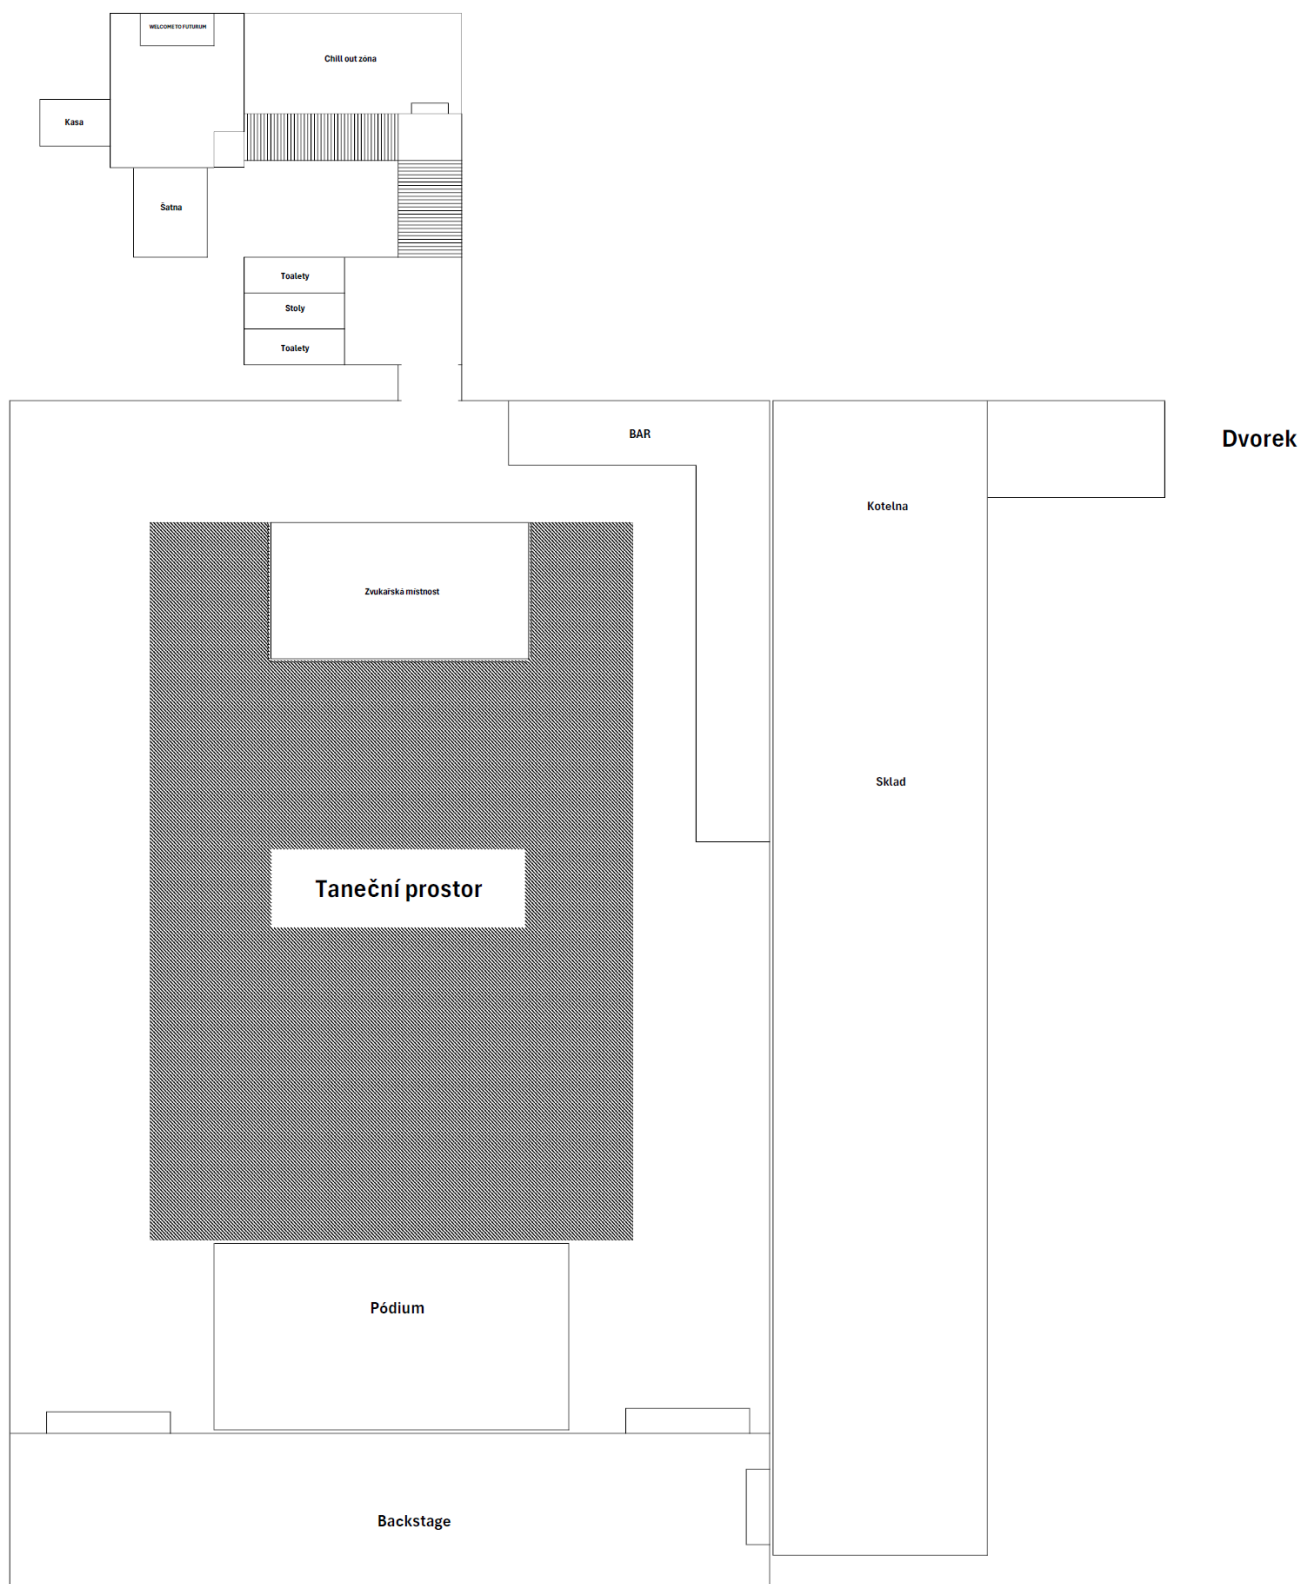 WELCOME TO FUTURUM
Chill out zóna
Kasa
Šatna
Toalety
Stoly
Toalety
BAR
Dvorek
Kotelna
Zvukařská místnost
Sklad
Taneční prostor
Pódium
Backstage